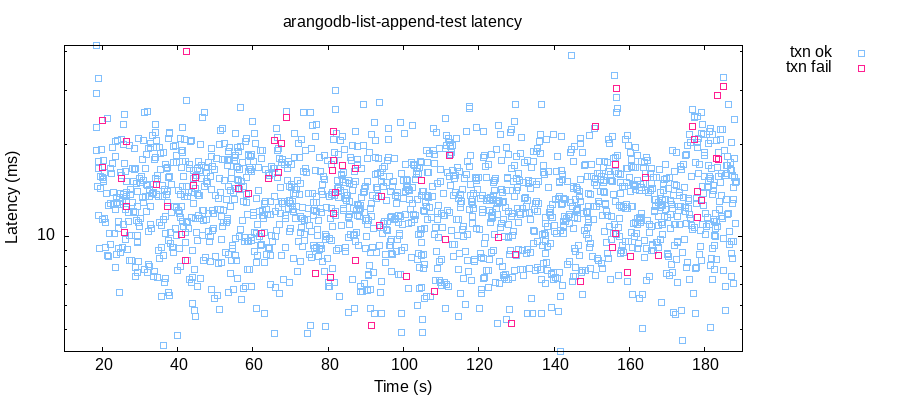 arangodb-list-append-test latency
txn ok
txn fail
Latency (ms)
10
20 40 60 80 100 120 140 160 180
Time (s)